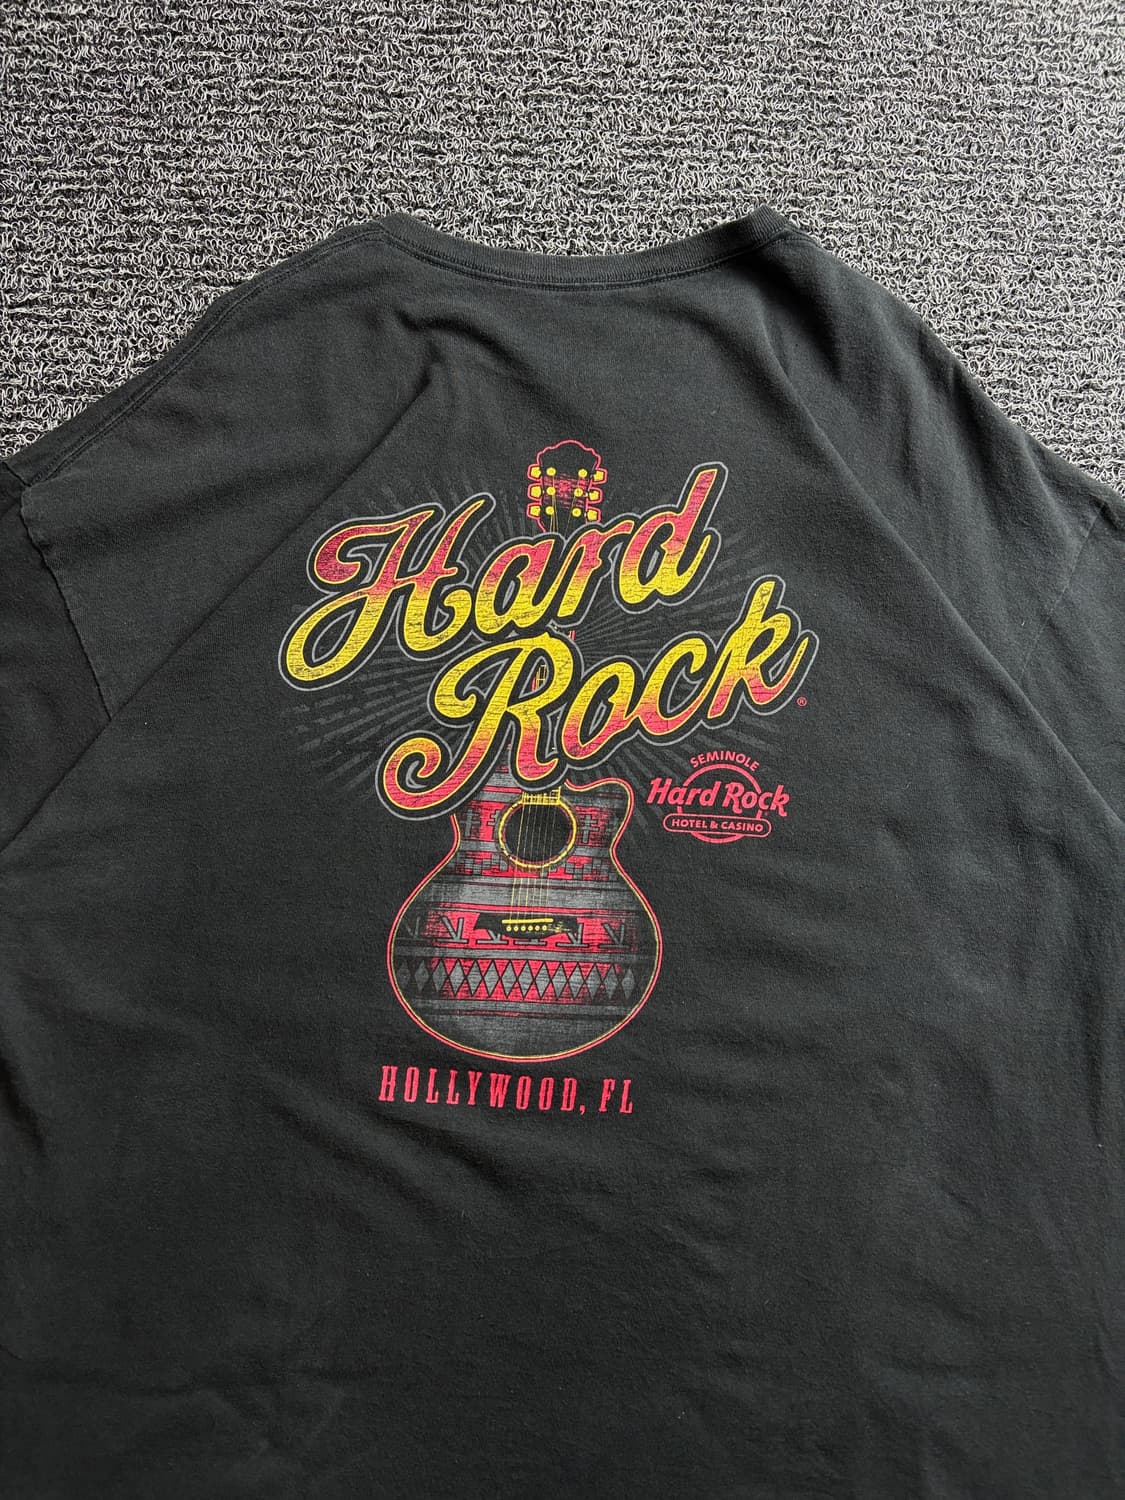 Hard
Rock®
SEMINOLE
Hard Rock
HOTEL & CASINO
HOLLYWOOD, FL